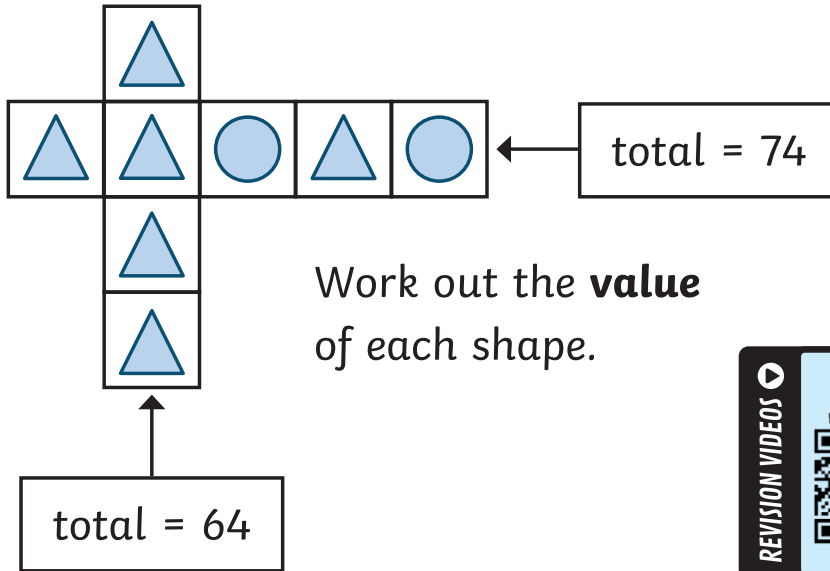 total = 74
Work out the value
of each shape.
total = 64
REVISION VIDEOS